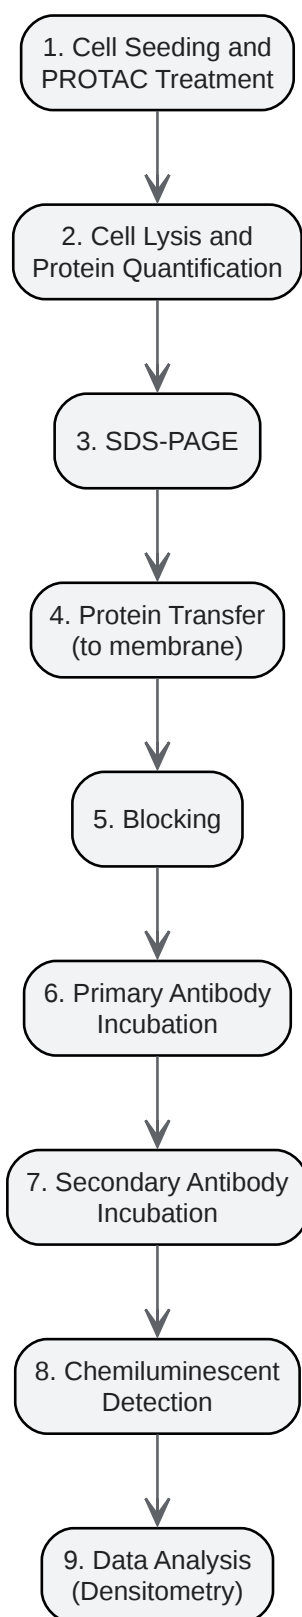 1. Cell Seeding and
PROTAC Treatment
2. Cell Lysis and
Protein Quantification
3. SDS-PAGE
4. Protein Transfer
(to membrane)
5. Blocking
6. Primary Antibody
Incubation
7. Secondary Antibody
Incubation
8. Chemiluminescent
Detection
9. Data Analysis
(Densitometry)